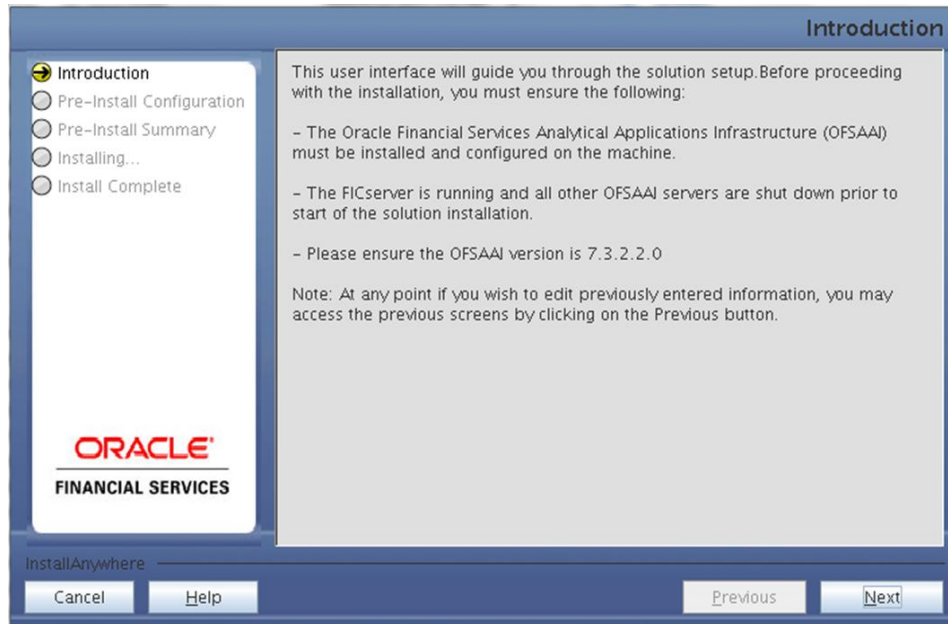 Introduction
Introduction
Pre-Install Configuration
Pre-Install Summary
Installing...
Install Complete
ORACLE'
FINANCIAL SERVICES
This user interface will guide you through the solution setup.Before proceeding
with the installation, you must ensure the following:
- The Oracle Financial Services Analytical Applications Infrastructure (OFSAAI)
must be installed and configured on the machine.
- The FICserver is running and all other OFSAAI servers are shut down prior to
start of the solution installation.
- Please ensure the OFSAAI version is 7.3.2.2.0
Note: At any point if you wish to edit previously entered information, you may
access the previous screens by clicking on the Previous button.
InstallAnywhere
Cancel
Help
Previous
Next